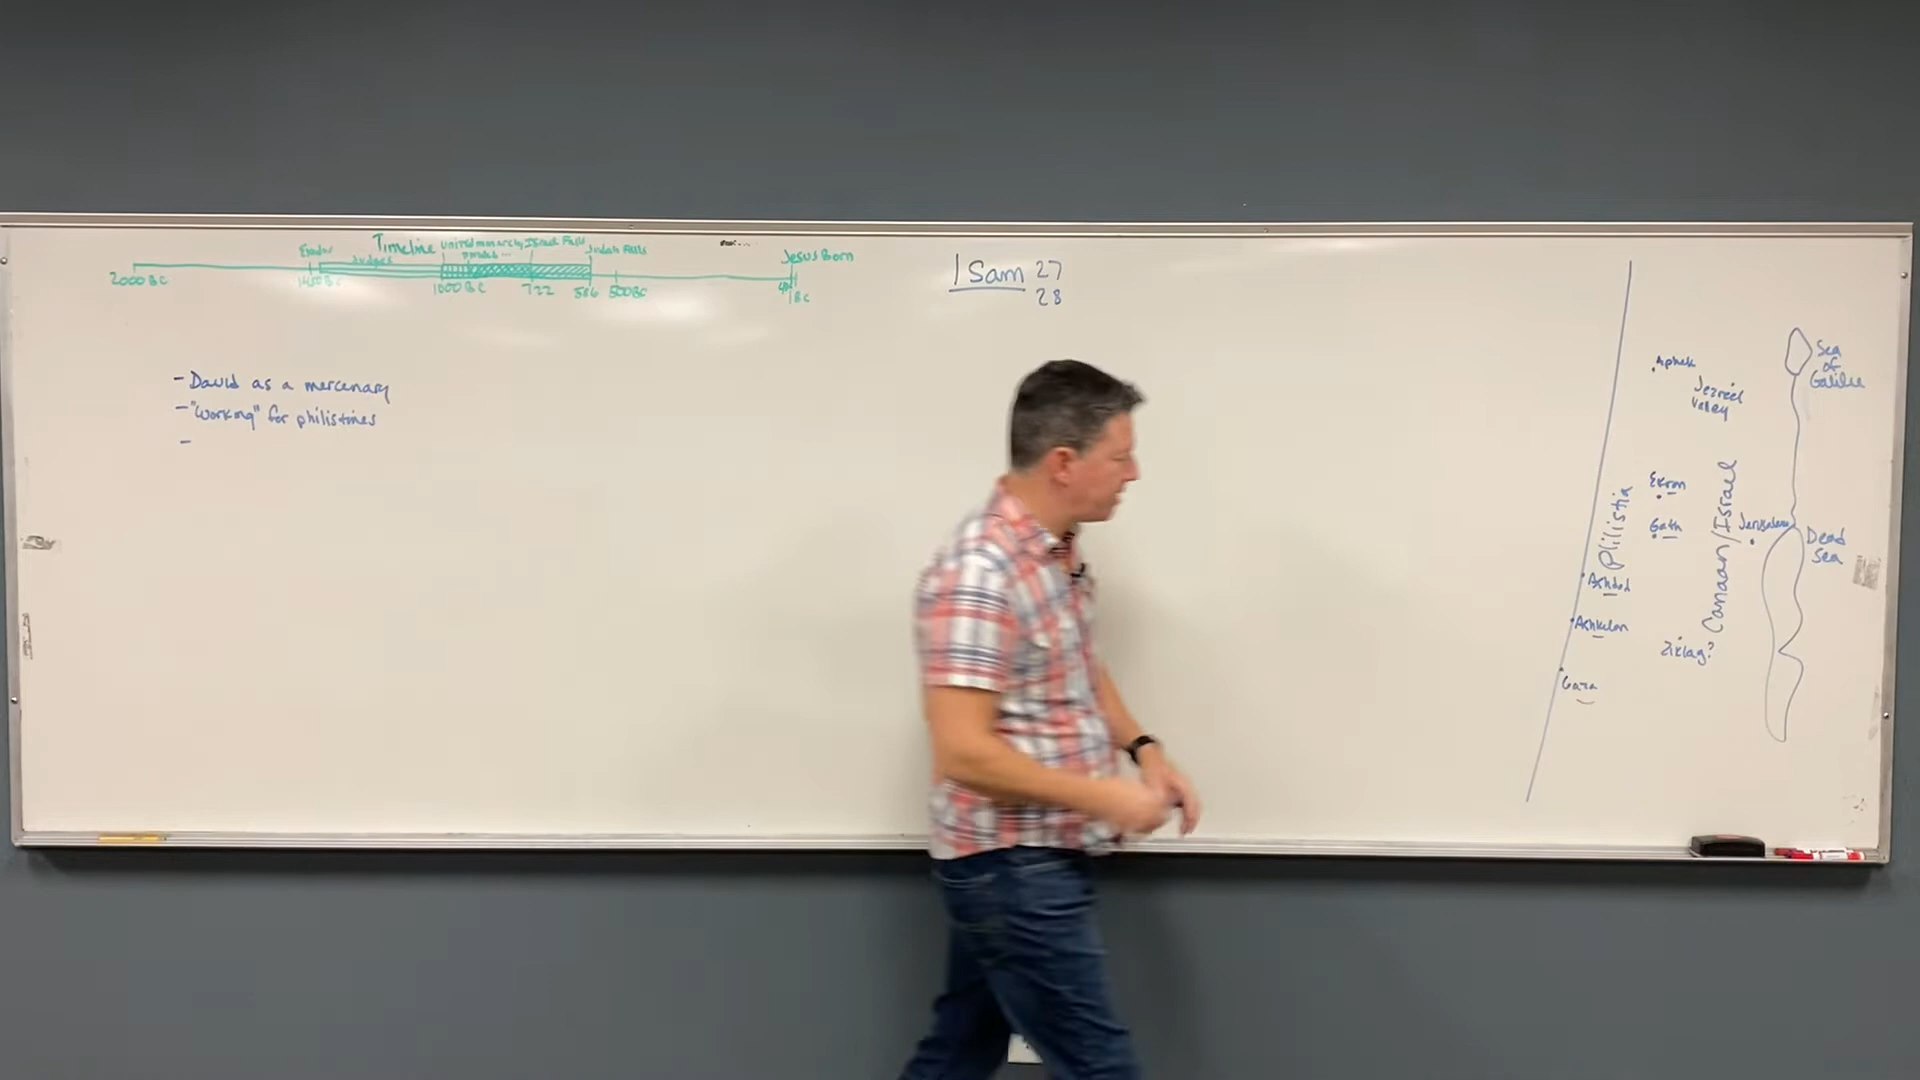 Exodus Timeline United monarchy Israel Falls Judah Falls
Judges
Jesus Born
2000 BC 1450 BC 1000 BC 722 586 500BC
1 BC
1 Sam 27
28
- David as a mercenary
- "Working" for philistines
-
Aphek
Jezreel
Valley
Sea
of
Galilee
Ekron
Gath
Philistia
Canaan/Israel
Jerusalem
Dead
Sea
Ashdod
Ashkelon
Ziklag?
Gaza